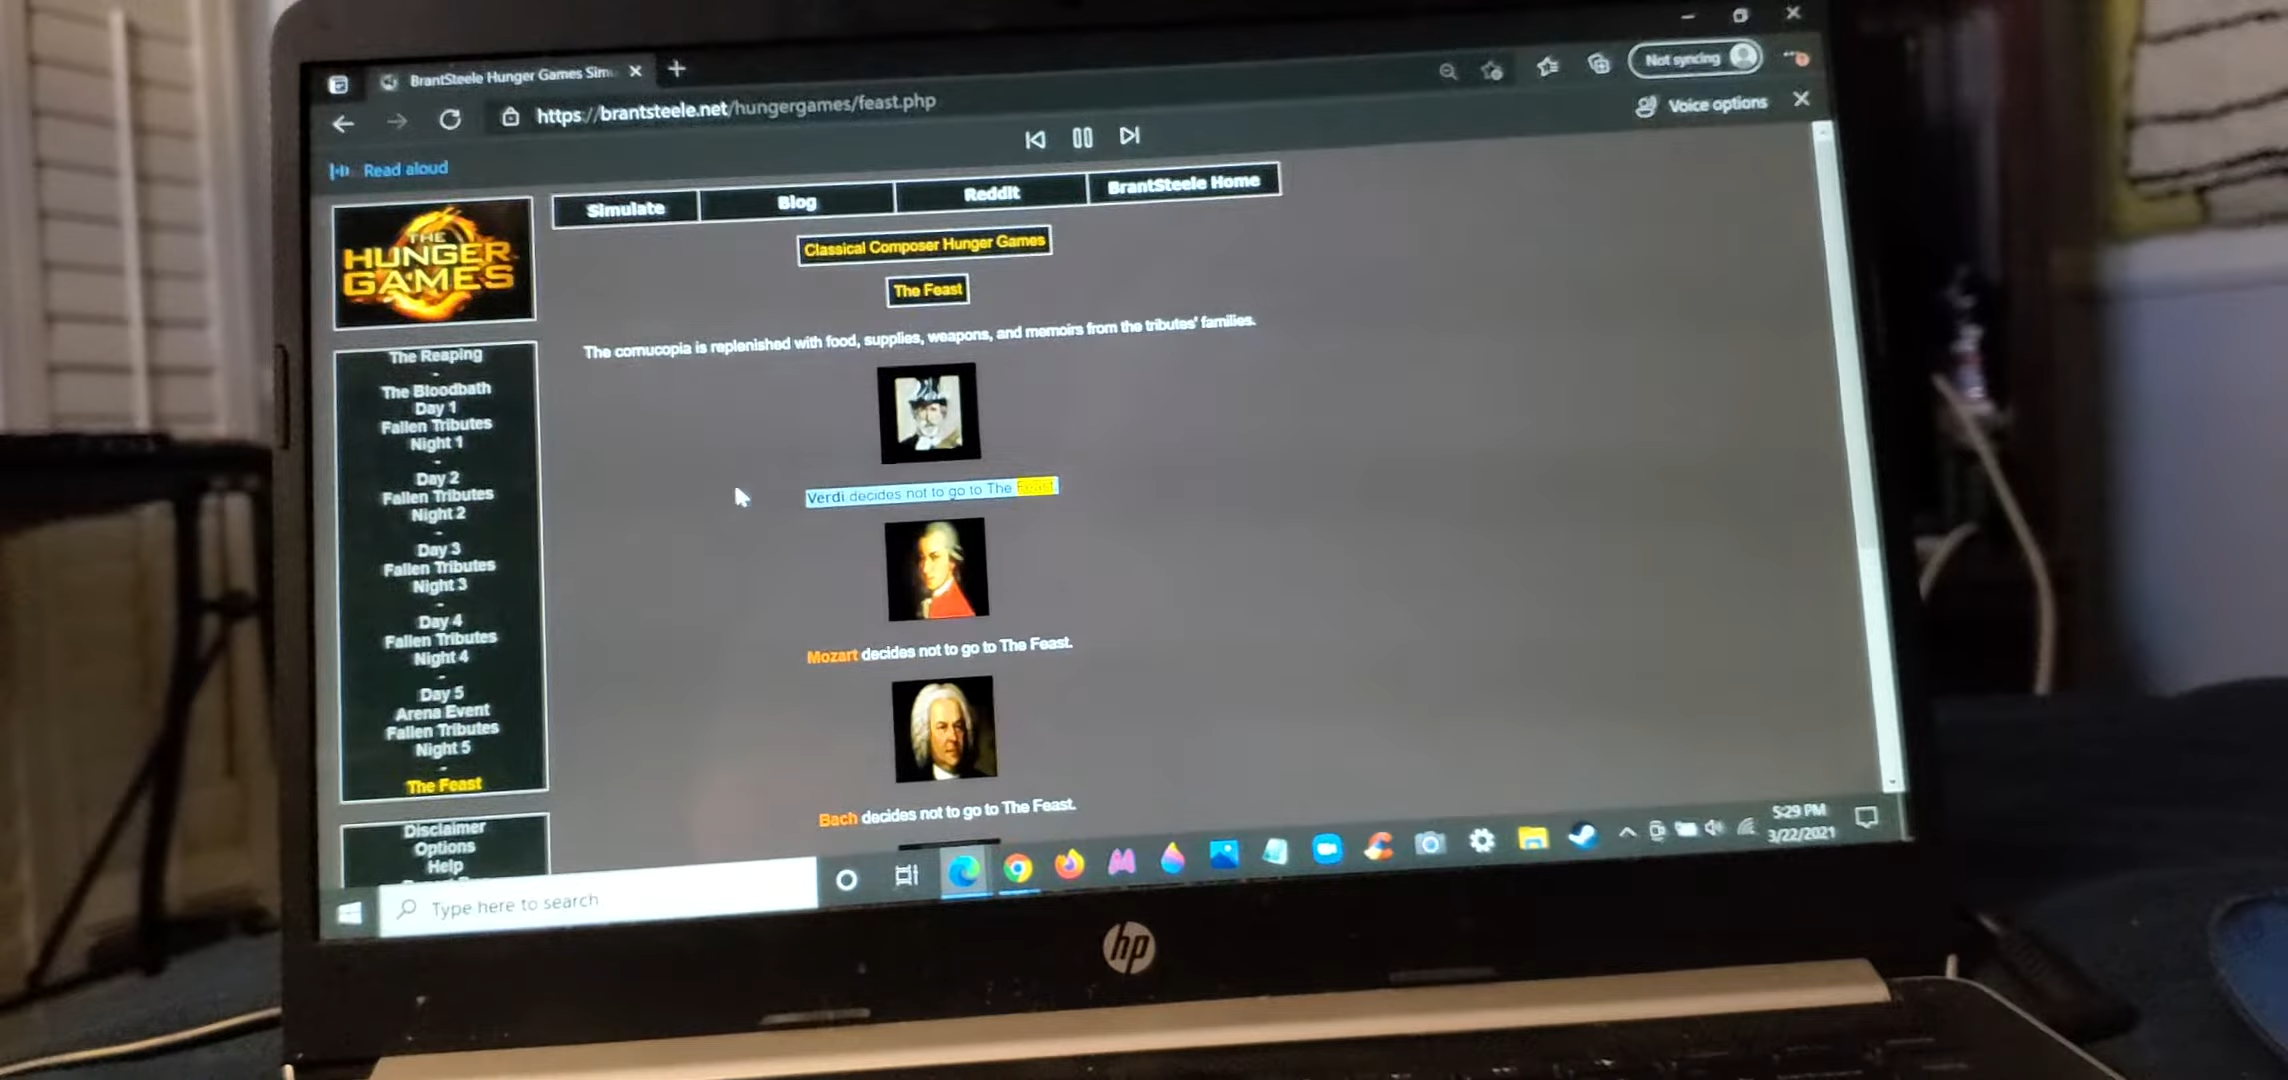 BrantSteele Hunger Games Sim
Not syncing
https://brantsteele.net/hungergames/feast.php
Voice options
Read aloud
Simulate
Blog
Reddit
BrantSteele Home
THE
HUNGER
GAMES
Classical Composer Hunger Games
The Feast
The cornucopia is replenished with food, supplies, weapons, and memoirs from the tributes' families.
Verdi decides not to go to The Feast.
Mozart decides not to go to The Feast.
Bach decides not to go to The Feast.
The Reaping
-
The Bloodbath
Day 1
Fallen Tributes
Night 1
-
Day 2
Fallen Tributes
Night 2
-
Day 3
Fallen Tributes
Night 3
-
Day 4
Fallen Tributes
Night 4
-
Day 5
Arena Event
Fallen Tributes
Night 5
-
The Feast
Disclaimer
Options
Help
Type here to search
5:29 PM
3/22/2021
hp